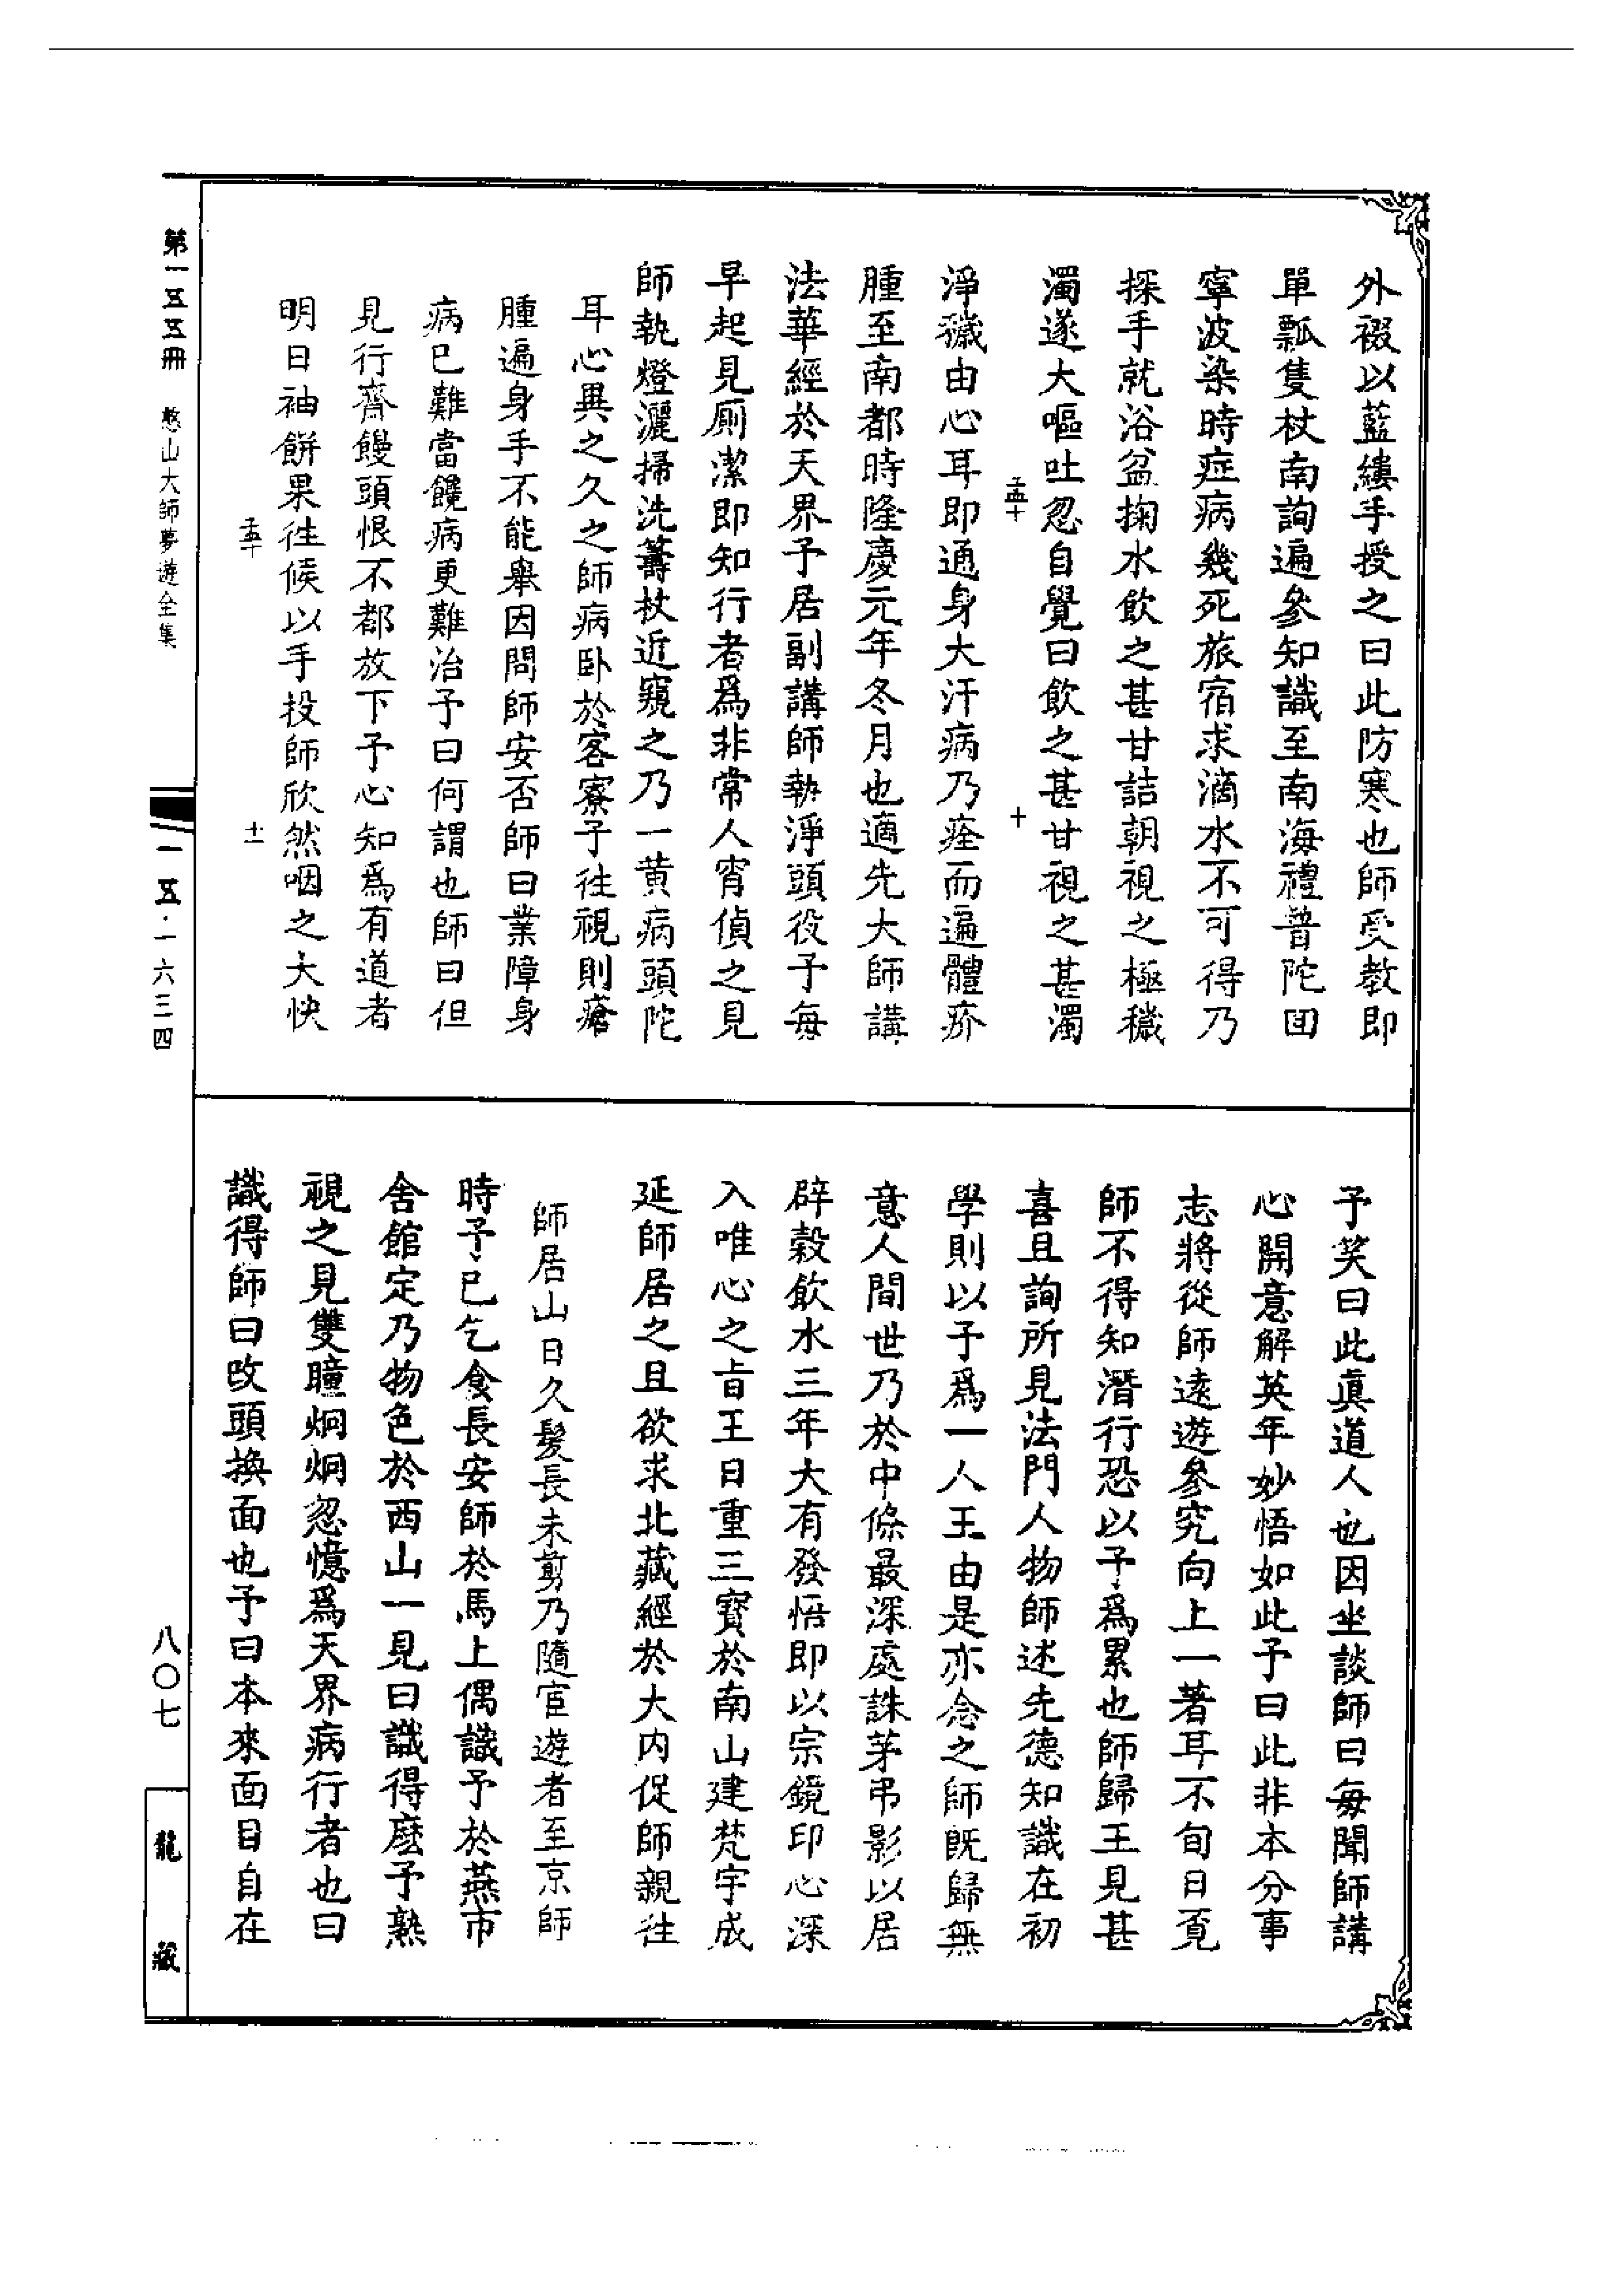 外裰以藍縷手授之曰此防寒也師受教即
單瓢隻杖南詢遍參知識至南海禮普陀回
寧波染時症病幾死旅宿求滴水不可得乃
探手就浴盆掬水飲之甚甘詰朝視之極穢
濁遂大嘔吐忽自覺曰飲之甚甘視之甚濁
十
淨穢由心耳即通身大汗病乃痊而遍體疥
腫至南都時隆慶元年冬月也適先大師講
法華經於天界予居副講師執淨頭役予每
早起見廁潔即知行者為非常人宵偵之見
師執燈灑掃洗籌杖近窺之乃一黃病頭陀
耳心異之久之師病臥於客寮予往視則瘡
腫遍身手不能舉因問師安否師曰業障身
病已難當饞病更難治予曰何謂也師曰但
見行齋饅頭恨不都放下予心知為有道者
明日袖餅果往候以手投師欣然咽之大快
十一
予笑曰此真道人也因坐談師曰每聞師講
心開意解英年妙悟如此予曰此非本分事
志將從師遠遊參究向上一著耳不旬日覓
師不得知潛行恐以予為累也師歸王見甚
喜且詢所見法門人物師述先德知識在初
學則以予為一人王由是亦念之師既歸無
意人間世乃於中條最深處誅茅弔影以居
辟穀飲水三年大有發悟即以宗鏡印心深
入唯心之旨王日重三寶於南山建梵宇成
延師居之且欲求北藏經於大內促師親往
師居山日久髮長未剪乃隨宦遊者至京師
時予已乞食長安師於馬上偶識予於燕市
舍館定乃物色於西山一見曰識得麼予熟
視之見雙瞳炯炯忽憶為天界病行者也曰
識得師曰改頭換面也予曰本來面目自在
第一五五冊 憨山大師夢遊全集
一五·一六三四
八〇七
龍藏